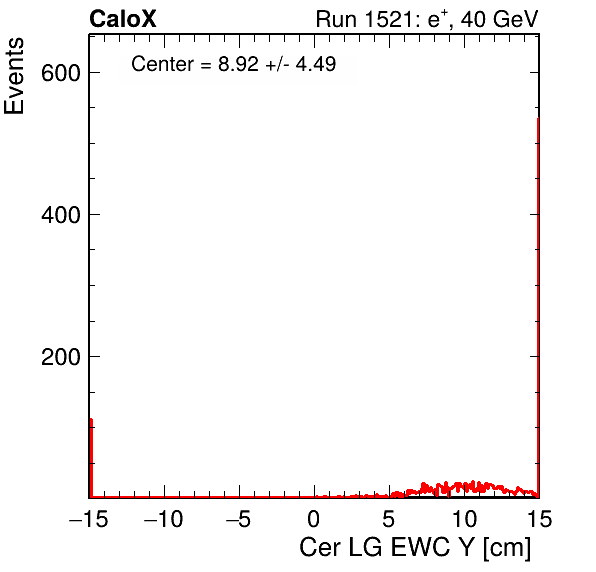 CaloX Run 1521: e⁺, 40 GeV
Center = 8.92 +/- 4.49
Events
600
400
200
−15 −10 −5 0 5 10 15
Cer LG EWC Y [cm]